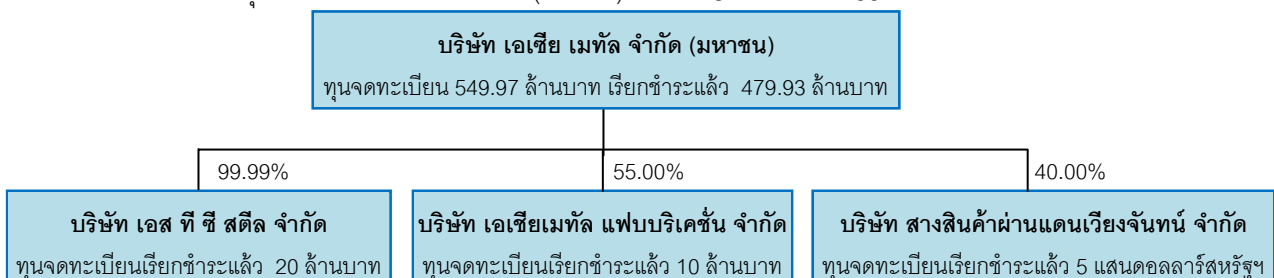 บริษัท เอเซีย เมทัล จำกัด (มหาชน)
ทุนจดทะเบียน 549.97 ล้านบาท เรียกชำระแล้ว 479.93 ล้านบาท
99.99%
55.00%
40.00%
บริษัท เอส ที ซี สตีล จำกัด
ทุนจดทะเบียนเรียกชำระแล้ว 20 ล้านบาท
บริษัท เอเซียเมทัล แฟบบริเคชั่น จำกัด
ทุนจดทะเบียนเรียกชำระแล้ว 10 ล้านบาท
บริษัท สางสินค้าผ่านแดนเวียงจันทน์ จำกัด
ทุนจดทะเบียนเรียกชำระแล้ว 5 แสนดอลลาร์สหรัฐฯ